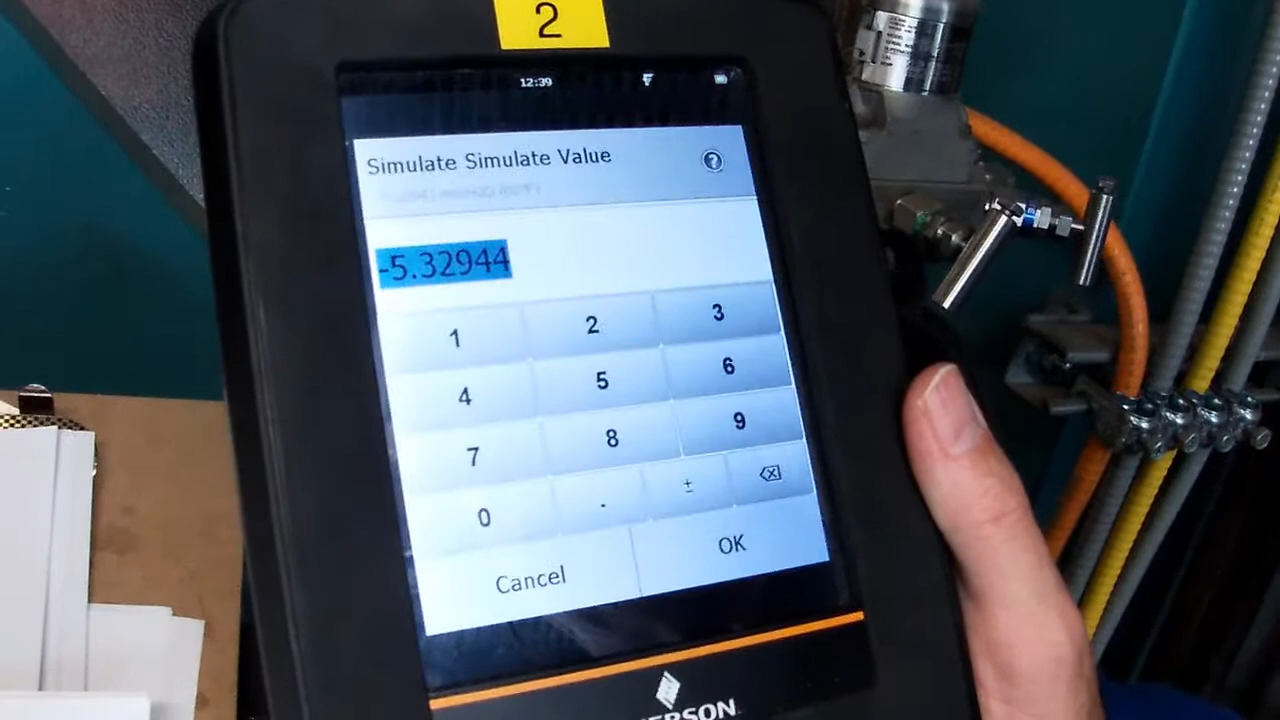 2
12:39
Simulate Simulate Value
?
-5.32944
1 2 3
4 5 6
7 8 9
0 . ±
Cancel OK
ERSON